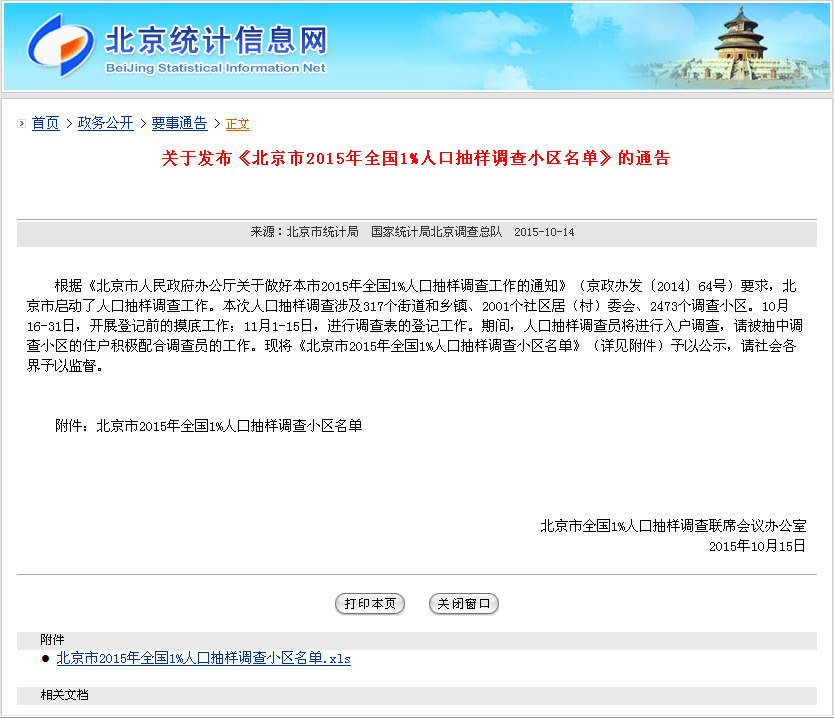 北京统计信息网
BeiJing Statistical Information Net
首页 > 政务公开 > 要事通告 > 正文
关于发布《北京市2015年全国1%人口抽样调查小区名单》的通告
来源：北京市统计局 国家统计局北京调查总队 2015-10-14
根据《北京市人民政府办公厅关于做好本市2015年全国1%人口抽样调查工作的通知》（京政办发〔2014〕64号）要求，北
京市启动了人口抽样调查工作。本次人口抽样调查涉及317个街道和乡镇、2001个社区居（村）委会、2473个调查小区。10月
16-31日，开展登记前的摸底工作；11月1-15日，进行调查表的登记工作。期间，人口抽样调查员将进行入户调查，请被抽中调
查小区的住户积极配合调查员的工作。现将《北京市2015年全国1%人口抽样调查小区名单》（详见附件）予以公示，请社会各
界予以监督。
附件：北京市2015年全国1%人口抽样调查小区名单
北京市全国1%人口抽样调查联席会议办公室
2015年10月15日
打印本页 关闭窗口
附件
● 北京市2015年全国1%人口抽样调查小区名单.xls
相关文档